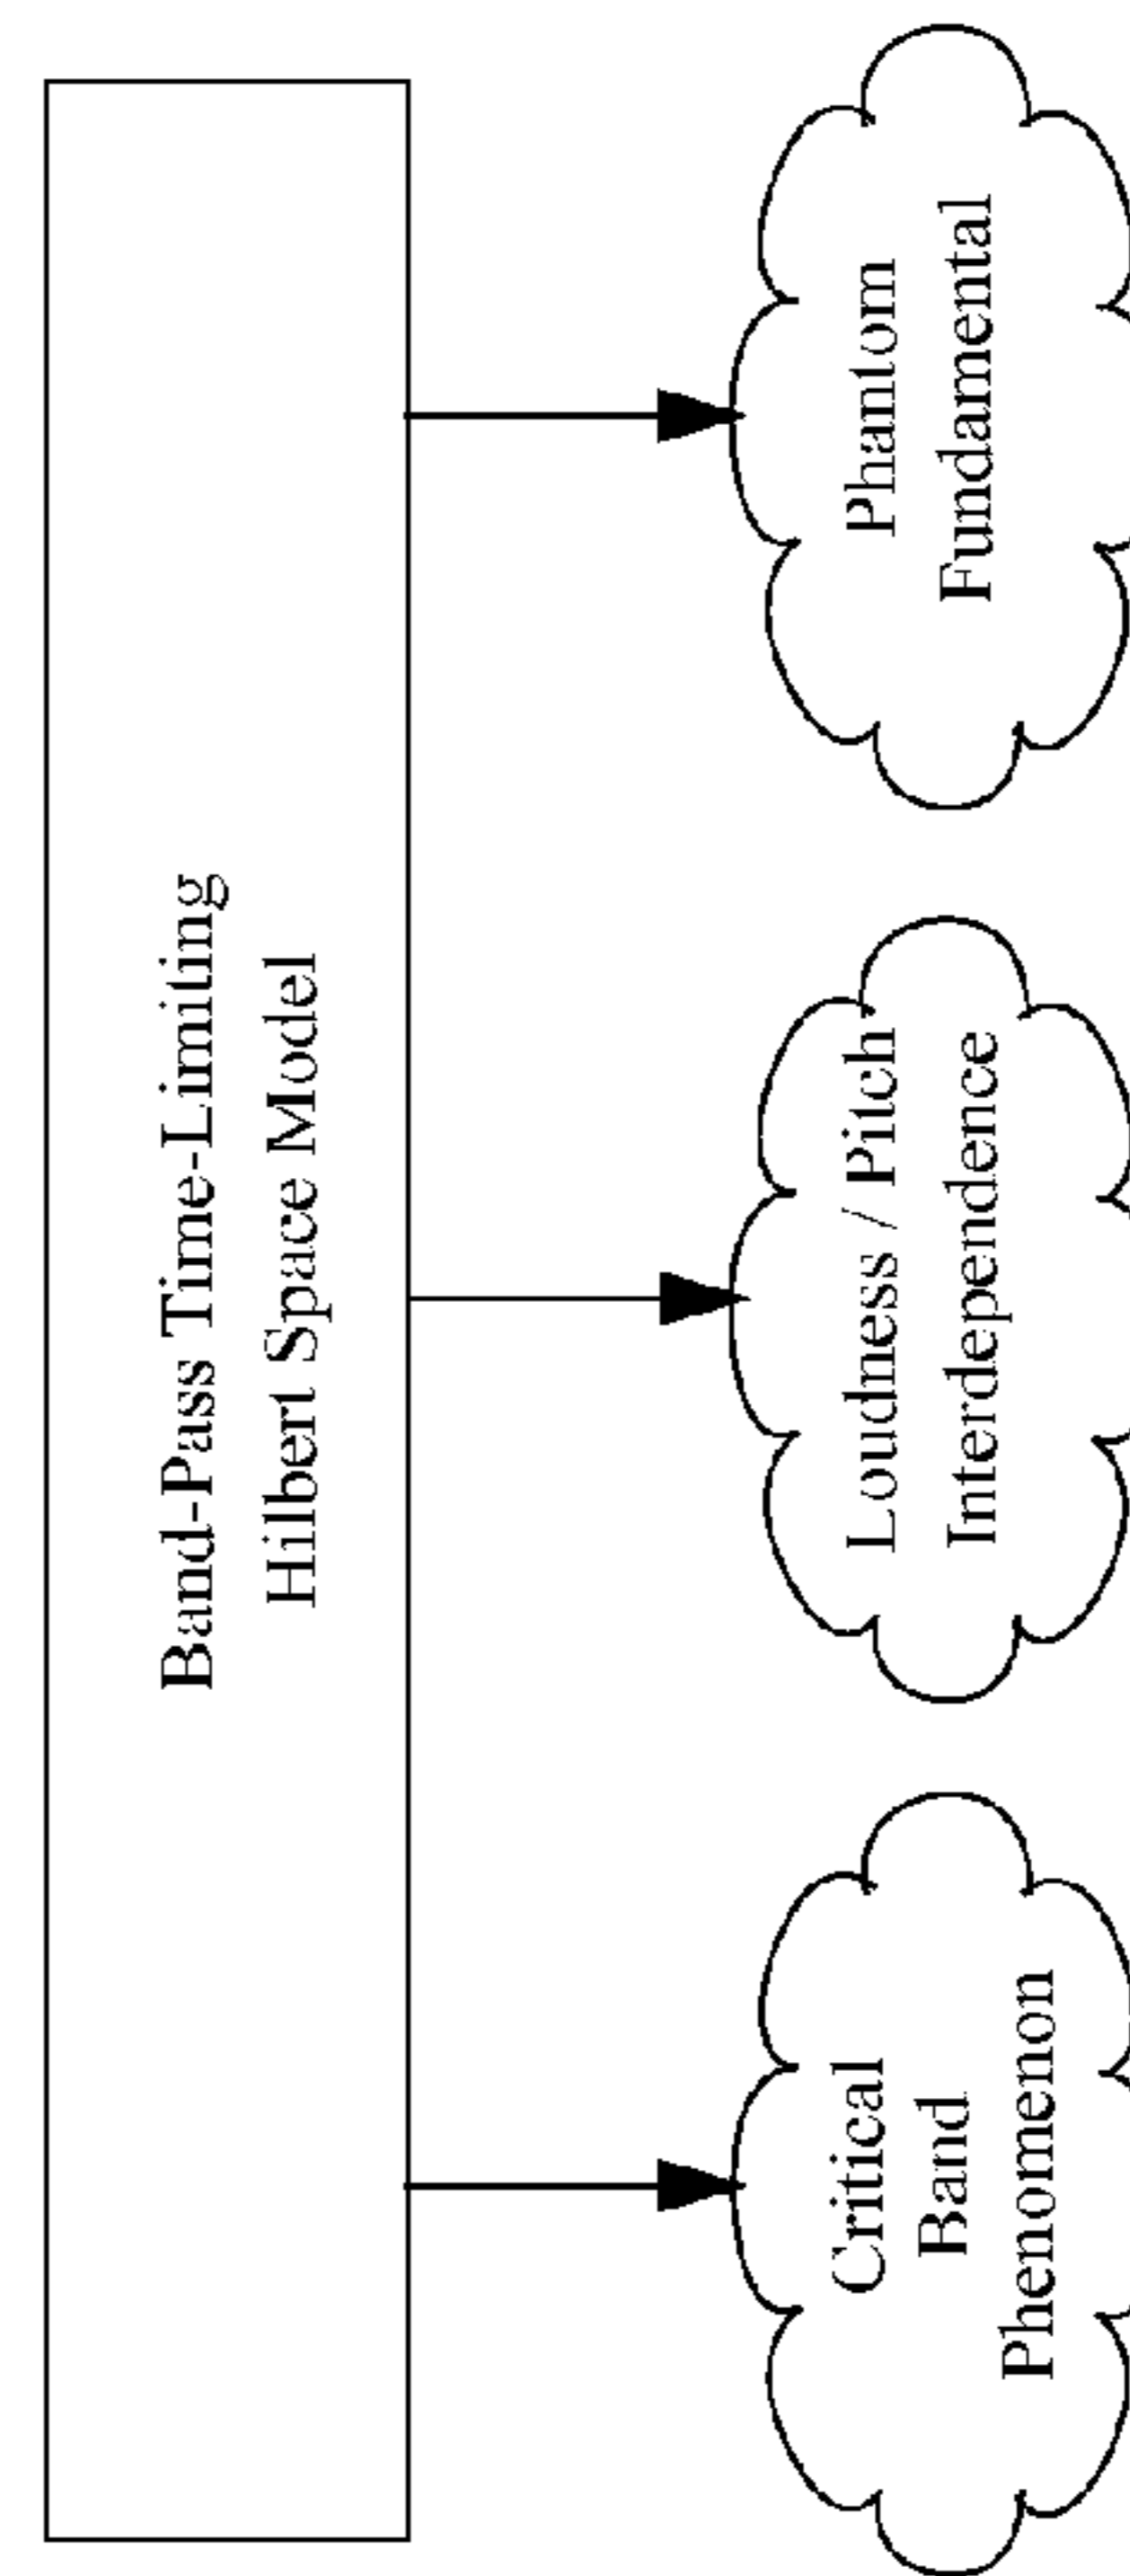 Band-Pass Time-Limiting
Hilbert Space Model
Critical
Band
Phenomenon
Loudness / Pitch
Interdependence
Phantom
Fundamental